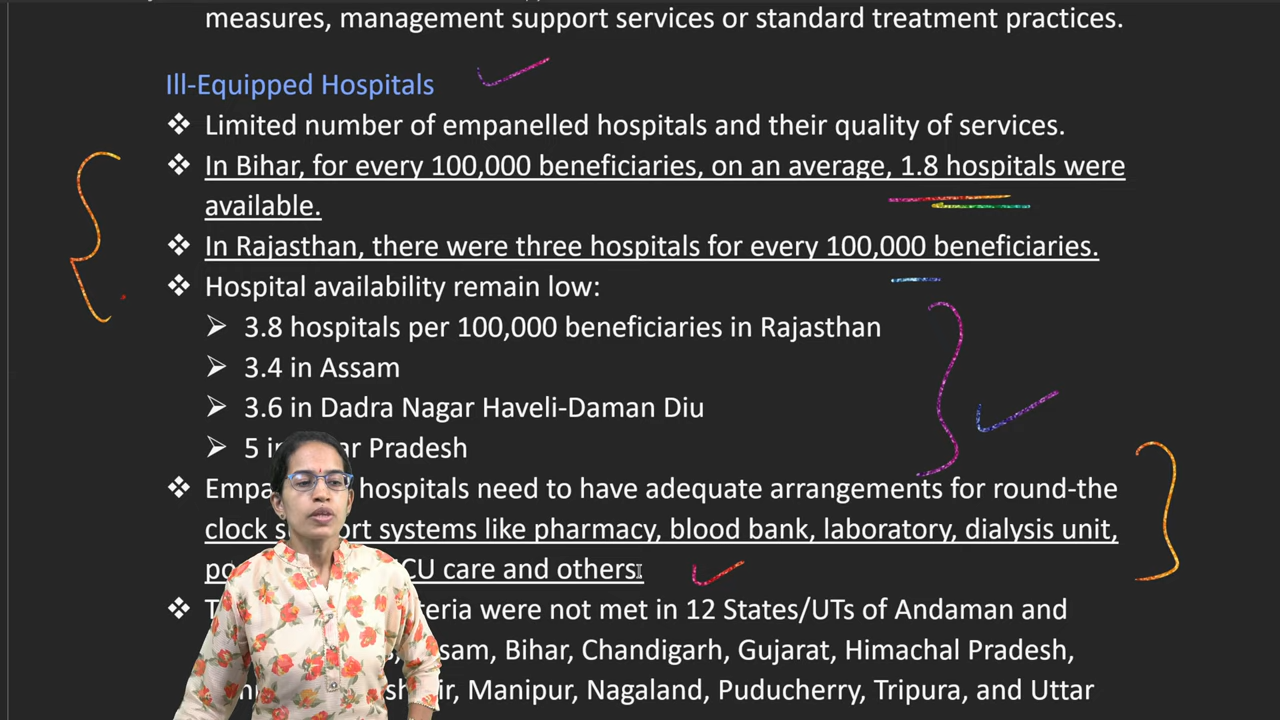 measures, management support services or standard treatment practices.
Ill-Equipped Hospitals
❖ Limited number of empanelled hospitals and their quality of services.
❖ In Bihar, for every 100,000 beneficiaries, on an average, 1.8 hospitals were
available.
❖ In Rajasthan, there were three hospitals for every 100,000 beneficiaries.
❖ Hospital availability remain low:
➢ 3.8 hospitals per 100,000 beneficiaries in Rajasthan
➢ 3.4 in Assam
➢ 3.6 in Dadra Nagar Haveli-Daman Diu
➢ 5 in Pradesh
❖ hospitals need to have adequate arrangements for round-the
clock systems like pharmacy, blood bank, laboratory, dialysis unit,
care and others.
❖ were not met in 12 States/UTs of Andaman and
Bihar, Chandigarh, Gujarat, Himachal Pradesh,
Manipur, Nagaland, Puducherry, Tripura, and Uttar